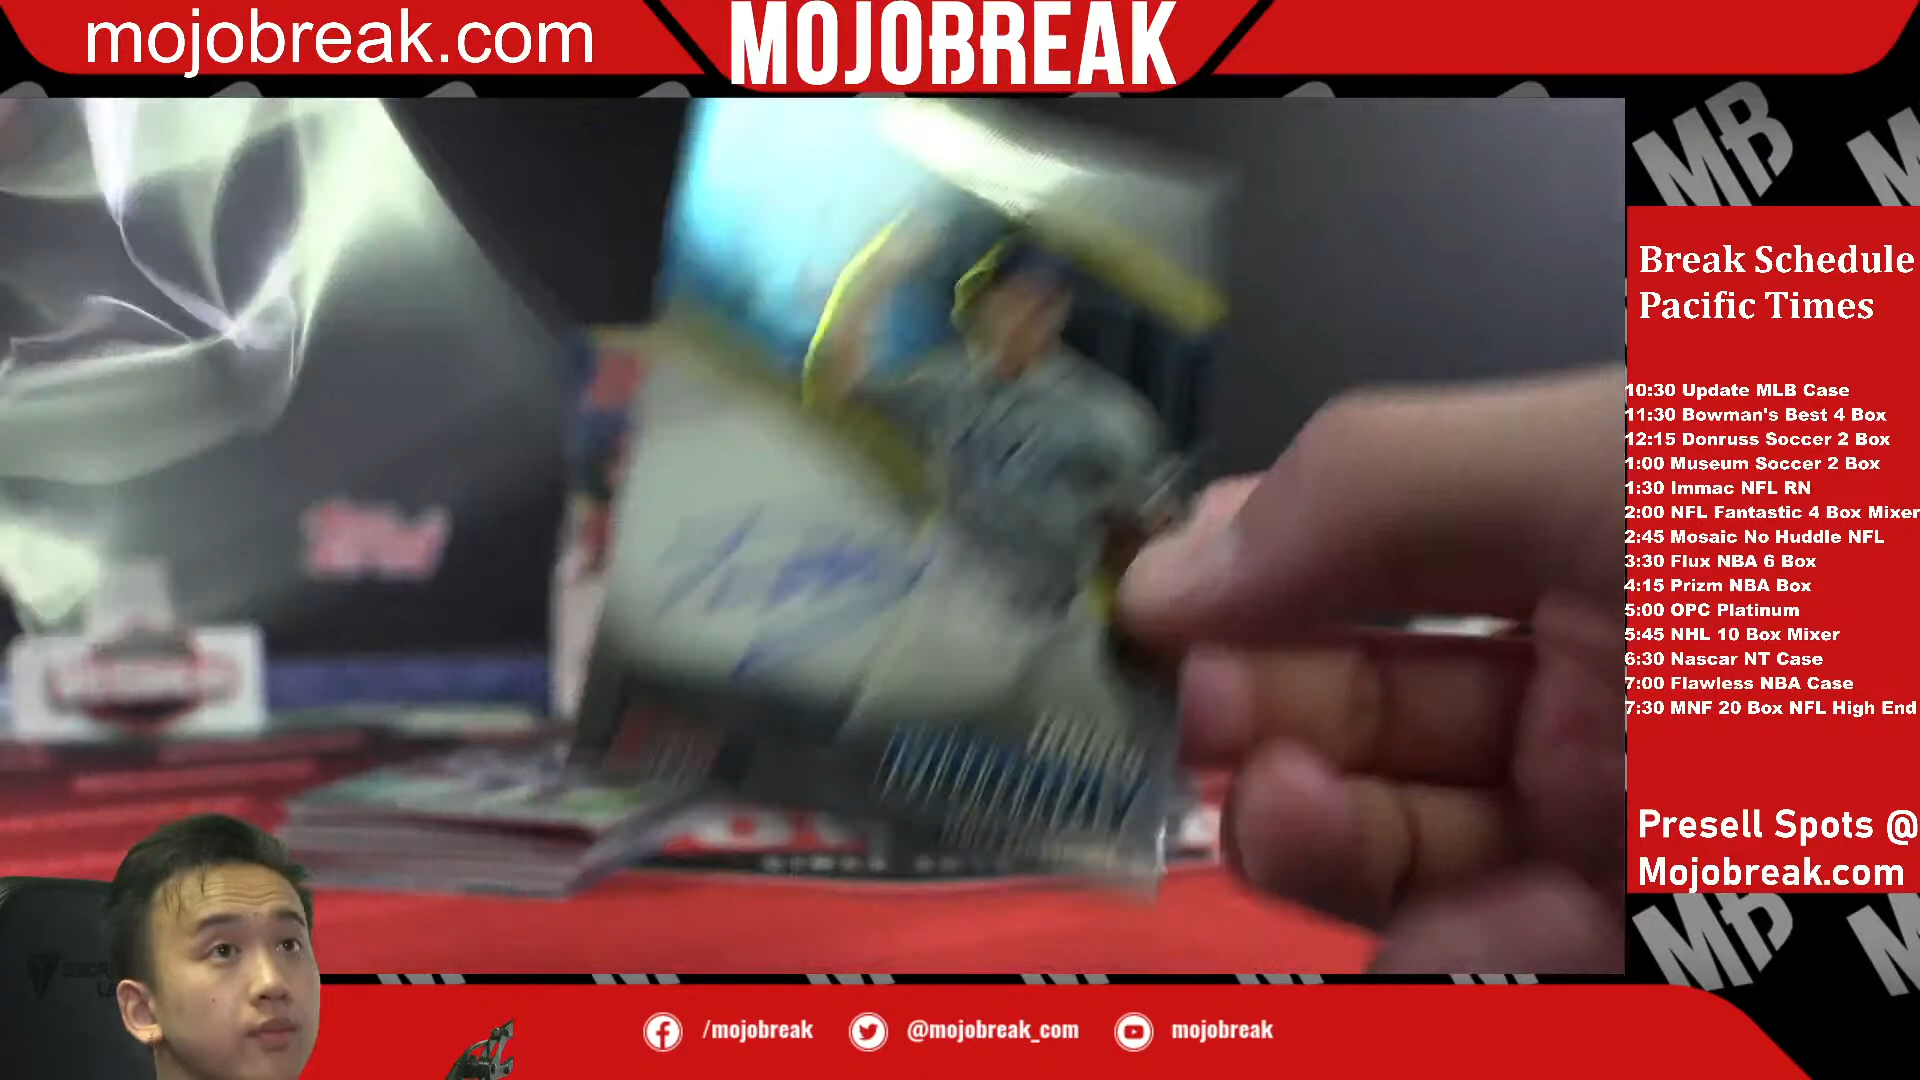 mojobreak.com
MOJOBREAK
MB
Break Schedule
Pacific Times
10:30 Update MLB Case
11:30 Bowman's Best 4 Box
12:15 Donruss Soccer 2 Box
1:00 Museum Soccer 2 Box
1:30 Immac NFL RN
2:00 NFL Fantastic 4 Box Mixer
2:45 Mosaic No Huddle NFL
3:30 Flux NBA 6 Box
4:15 Prizm NBA Box
5:00 OPC Platinum
5:45 NHL 10 Box Mixer
6:30 Nascar NT Case
7:00 Flawless NBA Case
7:30 MNF 20 Box NFL High End
Presell Spots @
Mojobreak.com
MB
/mojobreak
@mojobreak_com
mojobreak